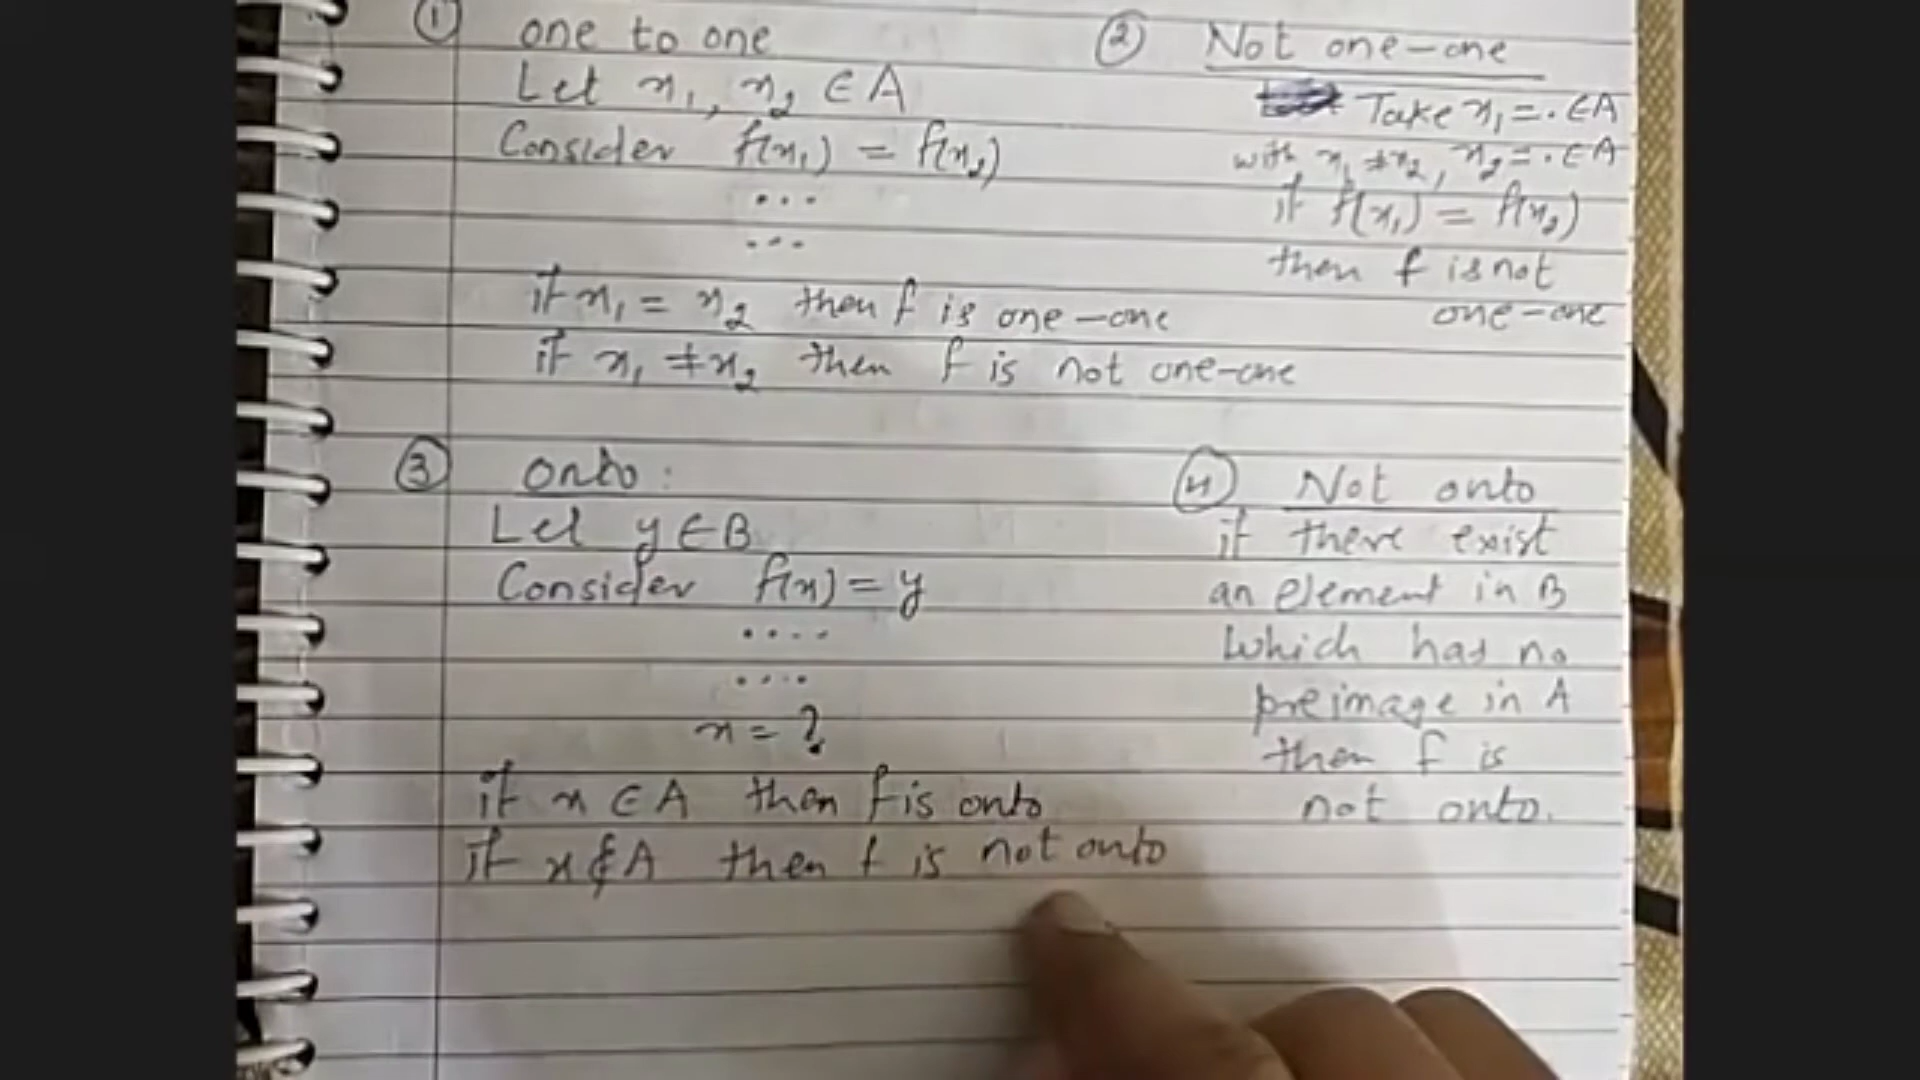 ① one to one
Let x₁, x₂ ∈ A
Consider f(x₁) = f(x₂)
...
...
if x₁ = x₂ then f is one-one
if x₁ ≠ x₂ then f is not one-one
② Not one-one
Take x₁ = . ∈ A
with x₁ ≠ x₂, x₂ = . ∈ A
if f(x₁) = f(x₂)
then f is not
one-one
③ onto:
Let y ∈ B
Consider f(x) = y
....
....
x = ?
if x ∈ A then f is onto
if x ∉ A then f is not onto
④ Not onto
if there exist
an element in B
which has no
preimage in A
then f is
not onto.